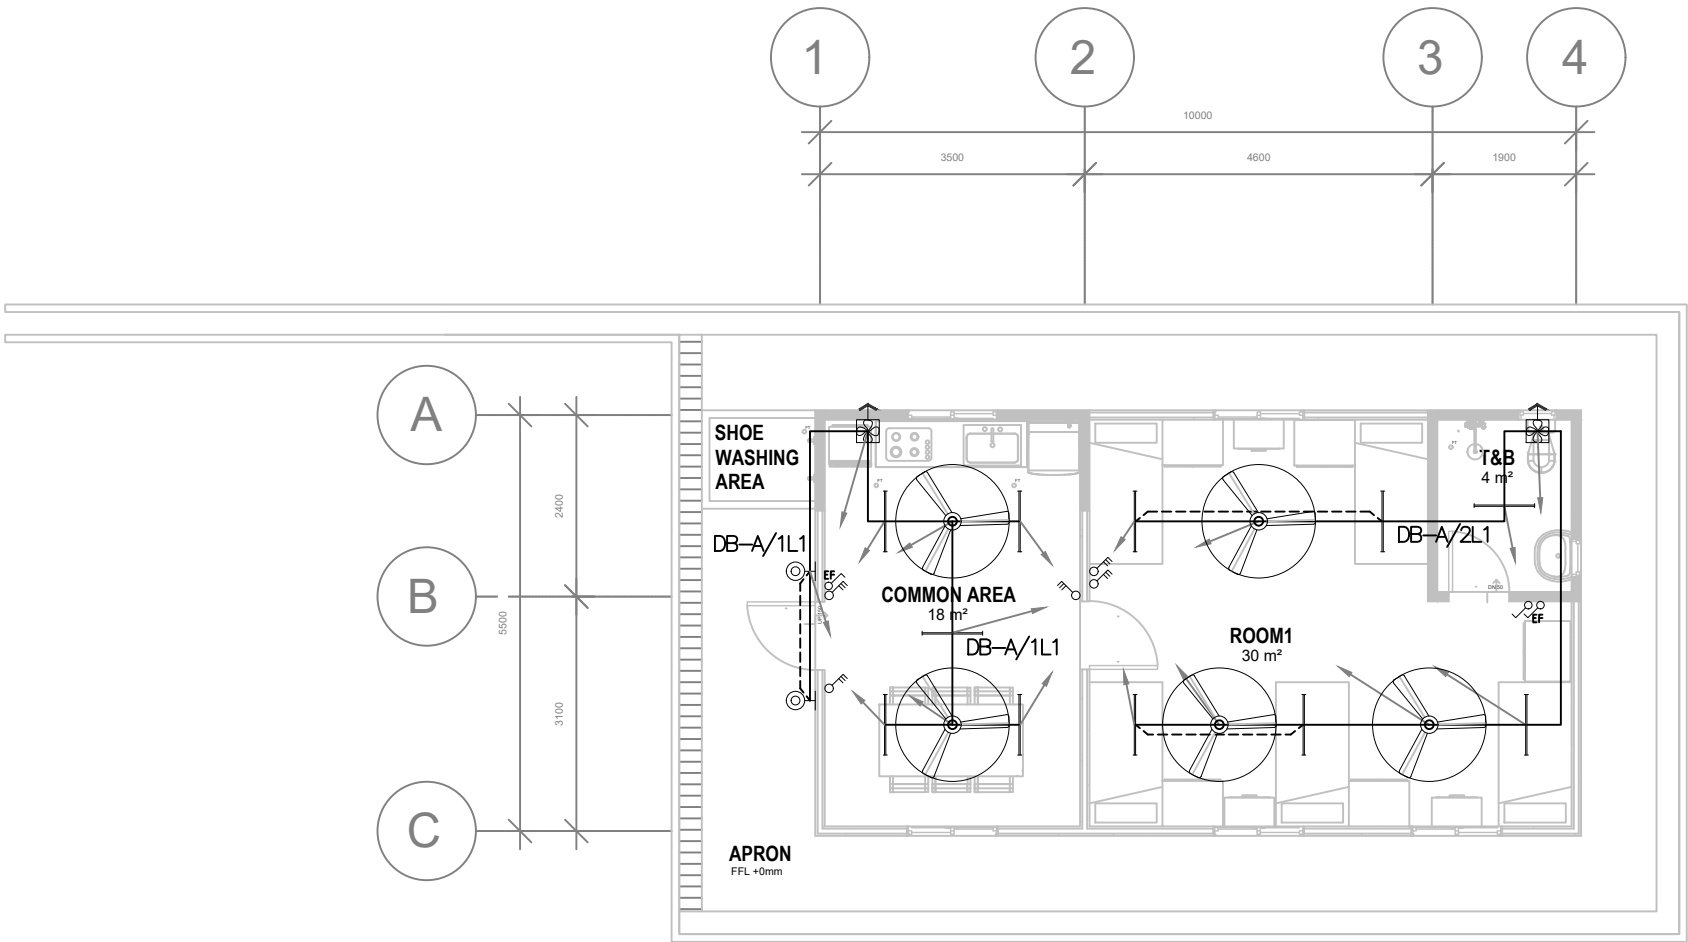 1
2
3
4
10000
3500
4600
1900
A
B
C
2400
5500
3100
SHOE
WASHING
AREA
T&B
4 m²
DB-A/1L1
DB-A/2L1
EF
COMMON AREA
18 m²
DN150
EF
ROOM1
30 m²
DB-A/1L1
APRON
FFL +0mm